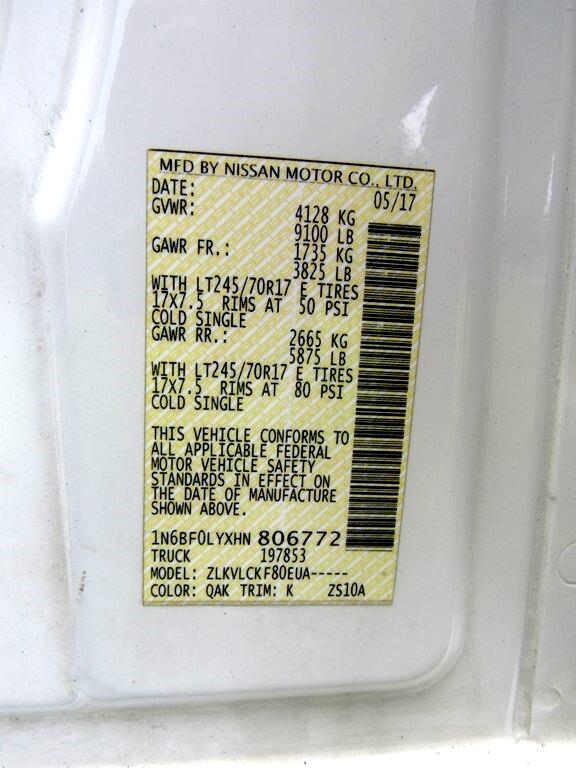 MFD BY NISSAN MOTOR CO., LTD.
DATE: 05/17
GVWR: 4128 KG
9100 LB
GAWR FR.: 1735 KG
3825 LB
WITH LT245/70R17 E TIRES
17X7.5 RIMS AT 50 PSI
COLD SINGLE
GAWR RR.: 2665 KG
5875 LB
WITH LT245/70R17 E TIRES
17X7.5 RIMS AT 80 PSI
COLD SINGLE
THIS VEHICLE CONFORMS TO
ALL APPLICABLE FEDERAL
MOTOR VEHICLE SAFETY
STANDARDS IN EFFECT ON
THE DATE OF MANUFACTURE
SHOWN ABOVE.
1N6BF0LYXHN 806772
TRUCK 197853
MODEL: ZLKVLCKF80EUA-----
COLOR: QAK TRIM: K ZS10A